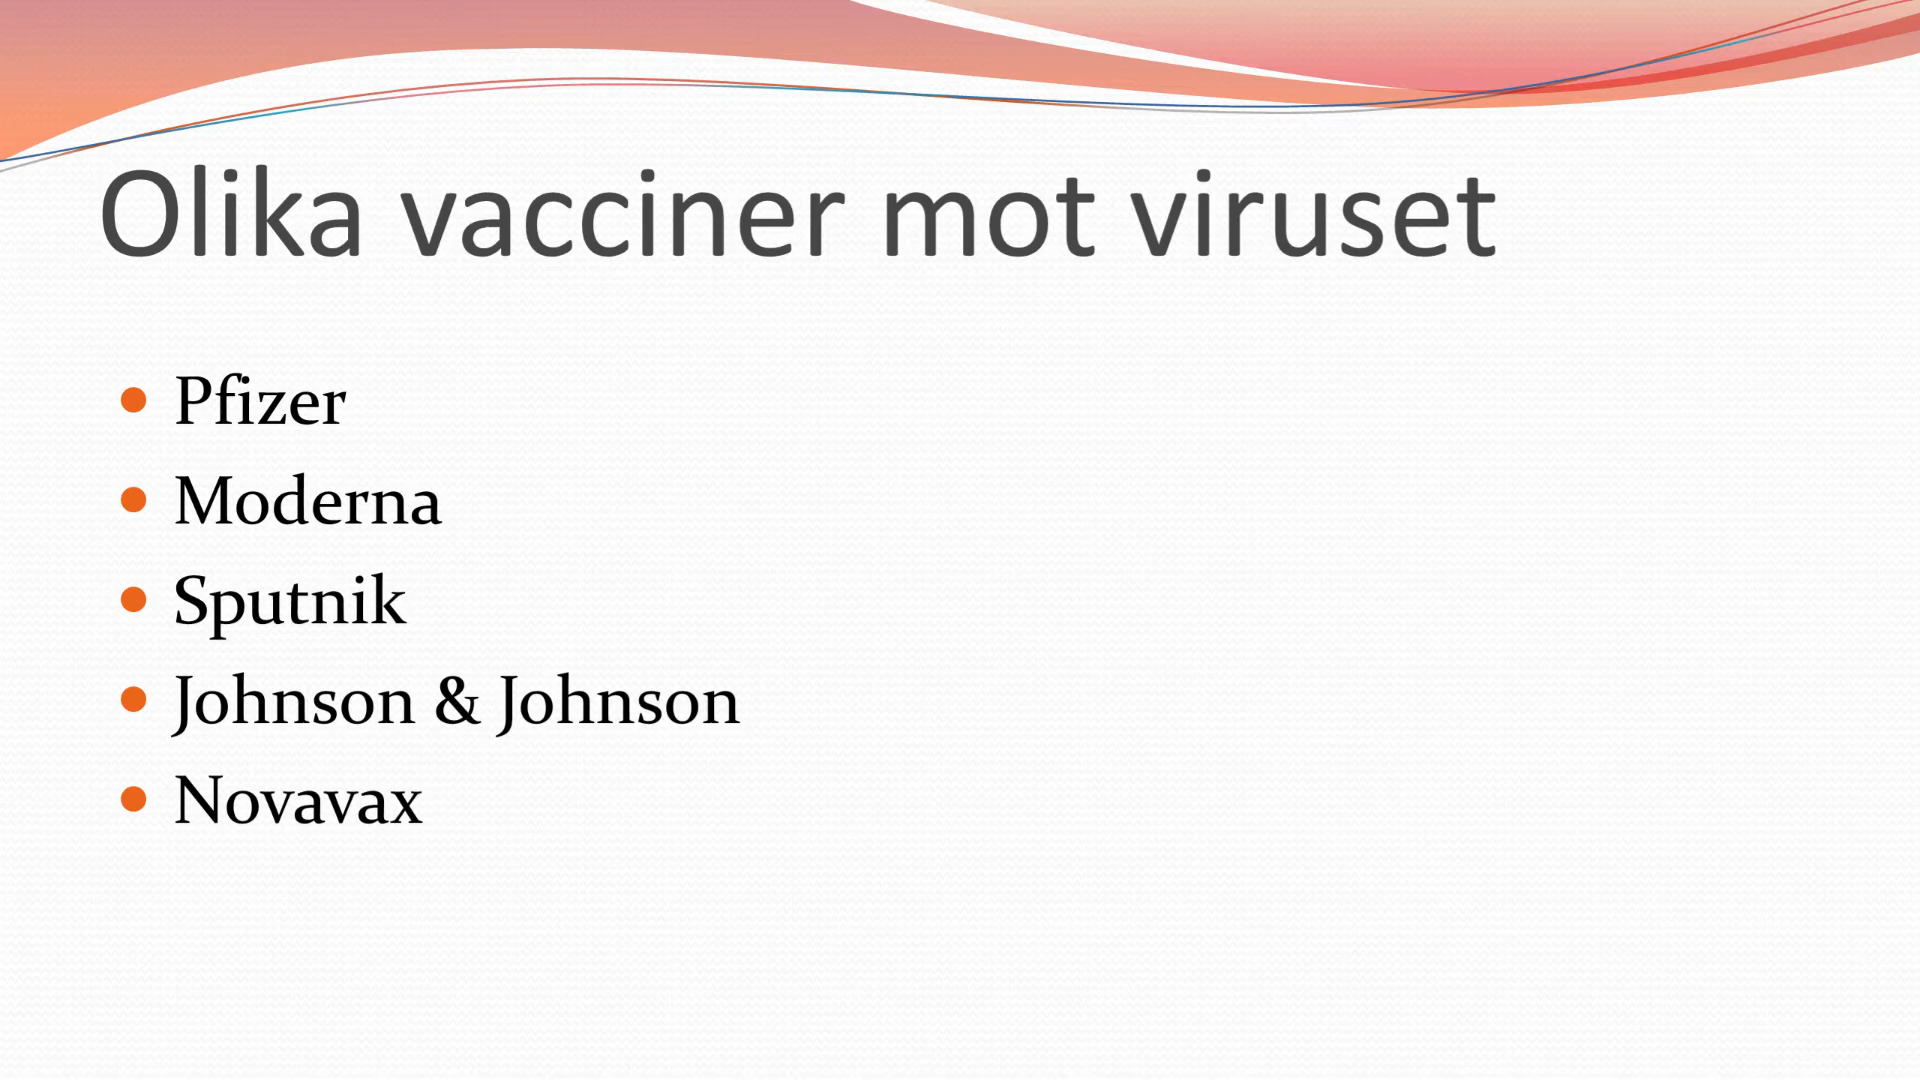 Olika vacciner mot viruset
Pfizer
Moderna
Sputnik
Johnson & Johnson
Novavax